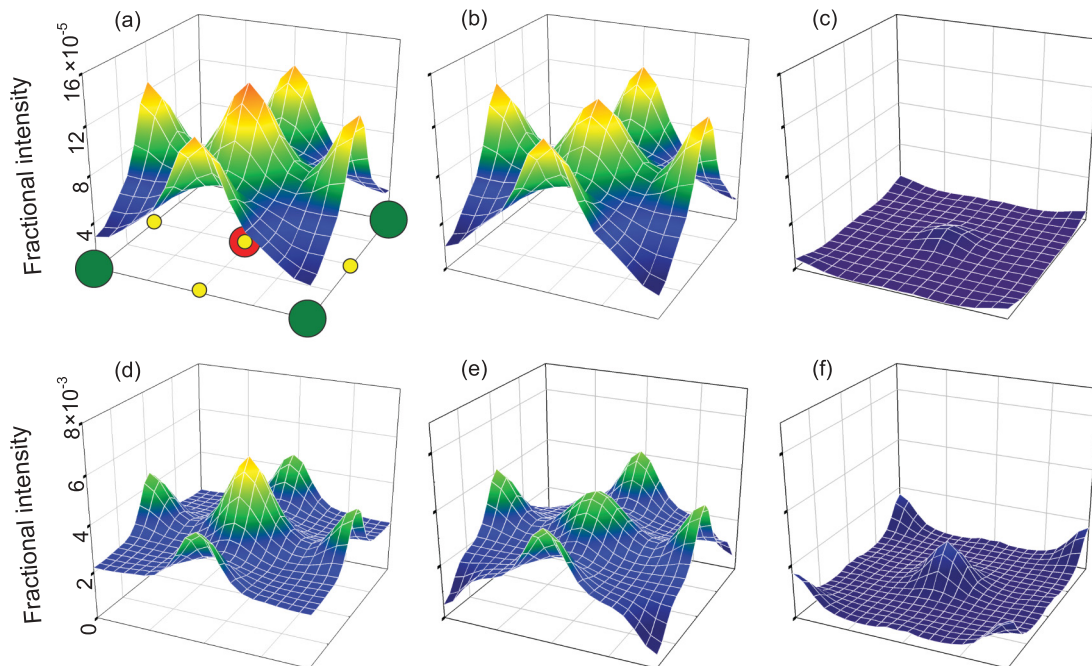 (a) (b) (c)
Fractional intensity
16 ×10⁻⁵
12
8
4
(d) (e) (f)
Fractional intensity
8×10⁻³
6
4
2
0